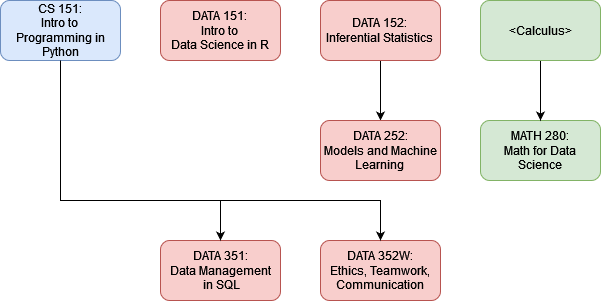 CS 151:
Intro to
Programming in
Python
DATA 151:
Intro to
Data Science in R
DATA 152:
Inferential Statistics
<Calculus>
DATA 252:
Models and Machine
Learning
MATH 280:
Math for Data
Science
DATA 351:
Data Management
in SQL
DATA 352W:
Ethics, Teamwork,
Communication